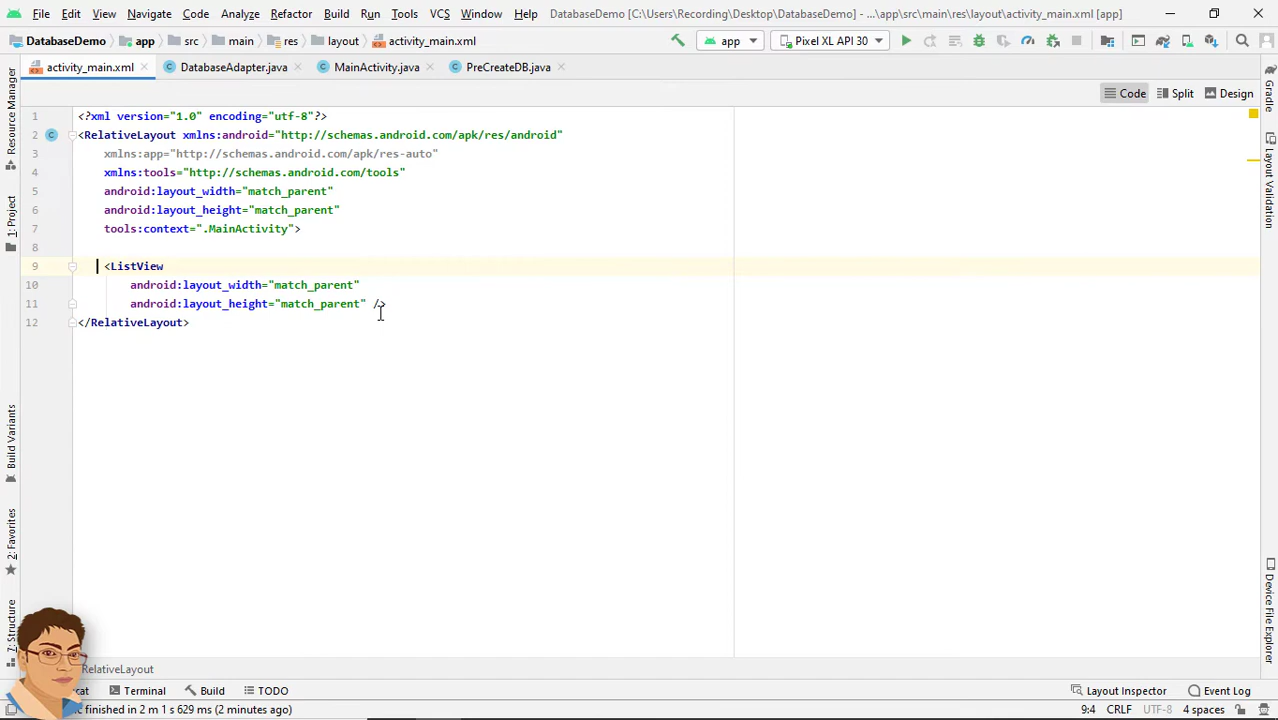 File Edit View Navigate Code Analyze Refactor Build Run Tools VCS Window Help DatabaseDemo [C:\Users\Recording\Desktop\DatabaseDemo] - ...\app\src\main\res\layout\activity_main.xml [app]
DatabaseDemo app src main res layout activity_main.xml app Pixel XL API 30
activity_main.xml DatabaseAdapter.java MainActivity.java PreCreateDB.java
Code Split Design
1 <?xml version="1.0" encoding="utf-8"?>
2 <RelativeLayout xmlns:android="http://schemas.android.com/apk/res/android"
3 xmlns:app="http://schemas.android.com/apk/res-auto"
4 xmlns:tools="http://schemas.android.com/tools"
5 android:layout_width="match_parent"
6 android:layout_height="match_parent"
7 tools:context=".MainActivity">
8
9 <ListView
10 android:layout_width="match_parent"
11 android:layout_height="match_parent" />
12 </RelativeLayout>
Resource Manager
1: Project
Build Variants
2: Favorites
7: Structure
Gradle
Layout Validation
Device File Explorer
RelativeLayout
Terminal Build TODO Layout Inspector Event Log
finished in 2 m 1 s 629 ms (2 minutes ago) 9:4 CRLF UTF-8 4 spaces